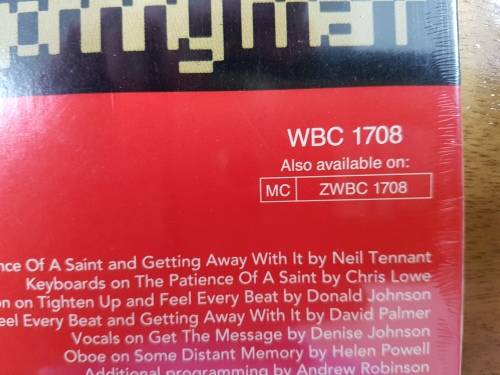 WBC 1708
Also available on:
MC ZWBC 1708
Of A Saint and Getting Away With It by Neil Tennant
Keyboards on The Patience Of A Saint by Chris Lowe
on Tighten Up and Feel Every Beat by Donald Johnson
Feel Every Beat and Getting Away With It by David Palmer
Vocals on Get The Message by Denise Johnson
Oboe on Some Distant Memory by Helen Powell
Additional programming by Andrew Robinson